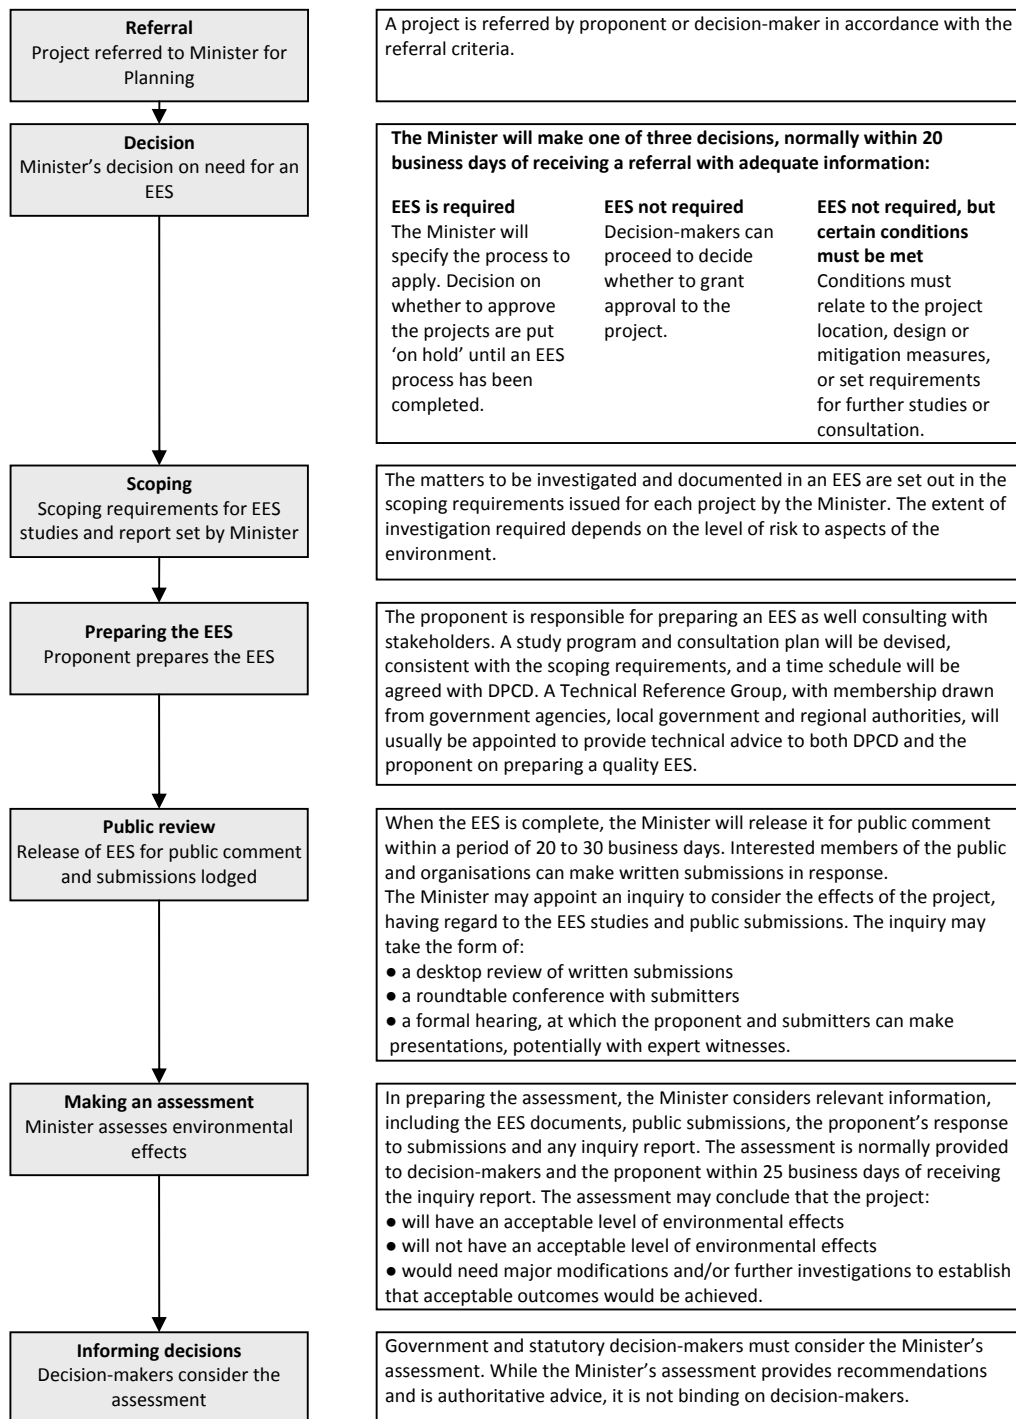 Referral
Project referred to Minister for
Planning
A project is referred by proponent or decision-maker in accordance with the
referral criteria.
Decision
Minister’s decision on need for an
EES
The Minister will make one of three decisions, normally within 20
business days of receiving a referral with adequate information:
EES is required
The Minister will
specify the process to
apply. Decision on
whether to approve
the projects are put
‘on hold’ until an EES
process has been
completed.
EES not required
Decision-makers can
proceed to decide
whether to grant
approval to the
project.
EES not required, but
certain conditions
must be met
Conditions must
relate to the project
location, design or
mitigation measures,
or set requirements
for further studies or
consultation.
Scoping
Scoping requirements for EES
studies and report set by Minister
The matters to be investigated and documented in an EES are set out in the
scoping requirements issued for each project by the Minister. The extent of
investigation required depends on the level of risk to aspects of the
environment.
Preparing the EES
Proponent prepares the EES
The proponent is responsible for preparing an EES as well consulting with
stakeholders. A study program and consultation plan will be devised,
consistent with the scoping requirements, and a time schedule will be
agreed with DPCD. A Technical Reference Group, with membership drawn
from government agencies, local government and regional authorities, will
usually be appointed to provide technical advice to both DPCD and the
proponent on preparing a quality EES.
Public review
Release of EES for public comment
and submissions lodged
When the EES is complete, the Minister will release it for public comment
within a period of 20 to 30 business days. Interested members of the public
and organisations can make written submissions in response.
The Minister may appoint an inquiry to consider the effects of the project,
having regard to the EES studies and public submissions. The inquiry may
take the form of:
● a desktop review of written submissions
● a roundtable conference with submitters
● a formal hearing, at which the proponent and submitters can make
presentations, potentially with expert witnesses.
Making an assessment
Minister assesses environmental
effects
In preparing the assessment, the Minister considers relevant information,
including the EES documents, public submissions, the proponent’s response
to submissions and any inquiry report. The assessment is normally provided
to decision-makers and the proponent within 25 business days of receiving
the inquiry report. The assessment may conclude that the project:
● will have an acceptable level of environmental effects
● will not have an acceptable level of environmental effects
● would need major modifications and/or further investigations to establish
that acceptable outcomes would be achieved.
Informing decisions
Decision-makers consider the
assessment
Government and statutory decision-makers must consider the Minister’s
assessment. While the Minister’s assessment provides recommendations
and is authoritative advice, it is not binding on decision-makers.